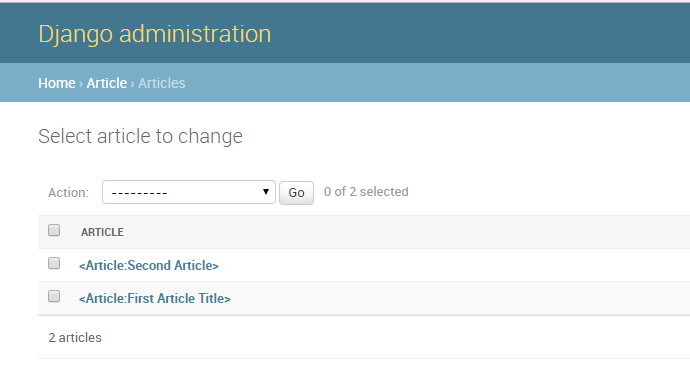 Django administration
Home › Article › Articles
Select article to change
Action: --------- Go 0 of 2 selected
ARTICLE
<Article:Second Article>
<Article:First Article Title>
2 articles